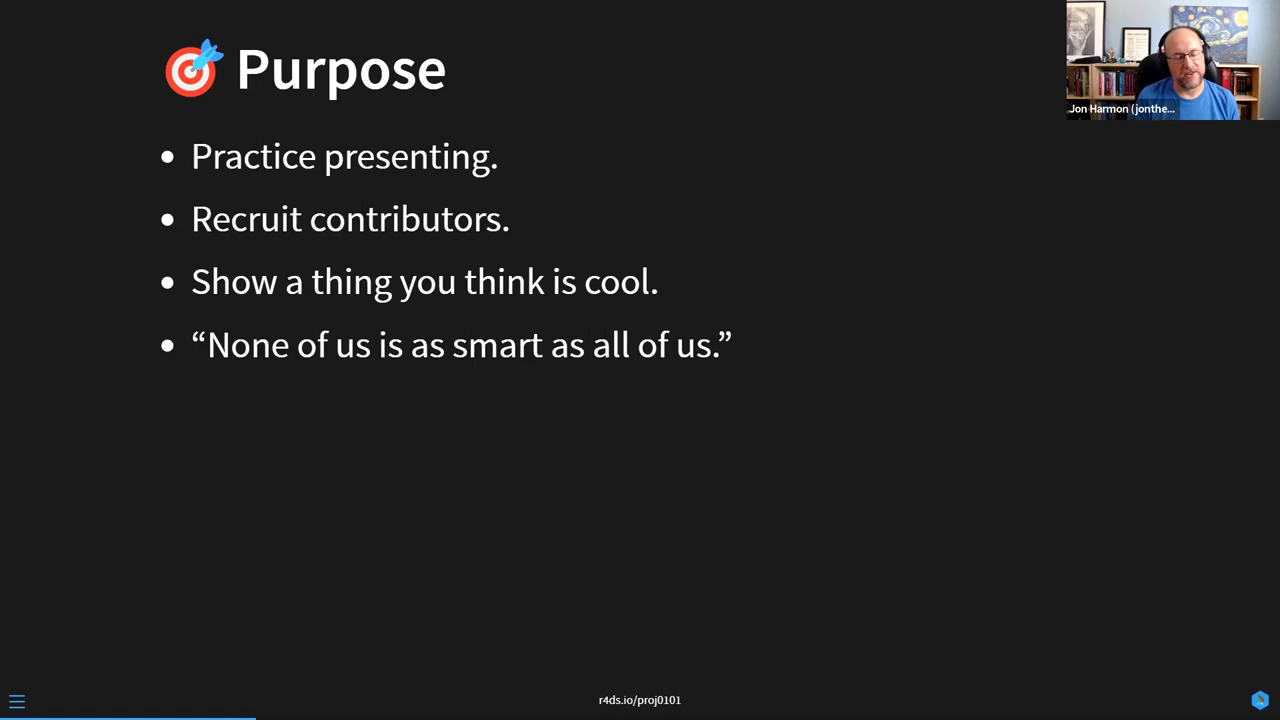 Purpose
Jon Harmon (jonthe...
• Practice presenting.
• Recruit contributors.
• Show a thing you think is cool.
• “None of us is as smart as all of us.”
r4ds.io/proj0101